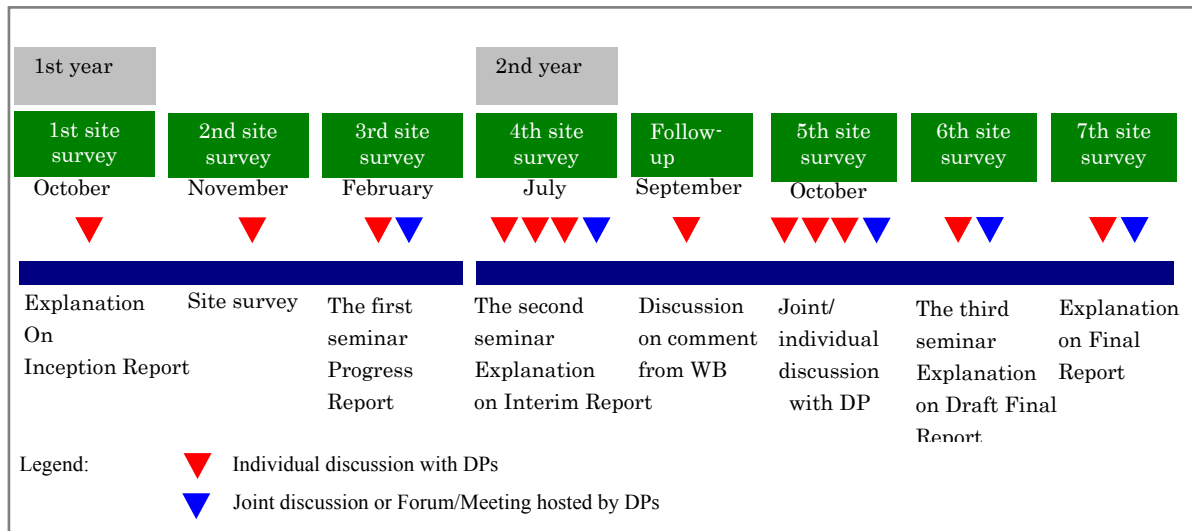 1st year
2nd year
1st site
survey
2nd site
survey
3rd site
survey
4th site
survey
Follow-
up
5th site
survey
6th site
survey
7th site
survey
October
November
February
July
September
October
Explanation
On
Inception Report
Site survey
The first
seminar
Progress
Report
The second
seminar
Explanation
on Interim Report
Discussion
on comment
from WB
Joint/
individual
discussion
with DP
The third
seminar
Explanation
on Draft Final
Report
Explanation
on Final
Report
Legend:
Individual discussion with DPs
Joint discussion or Forum/Meeting hosted by DPs